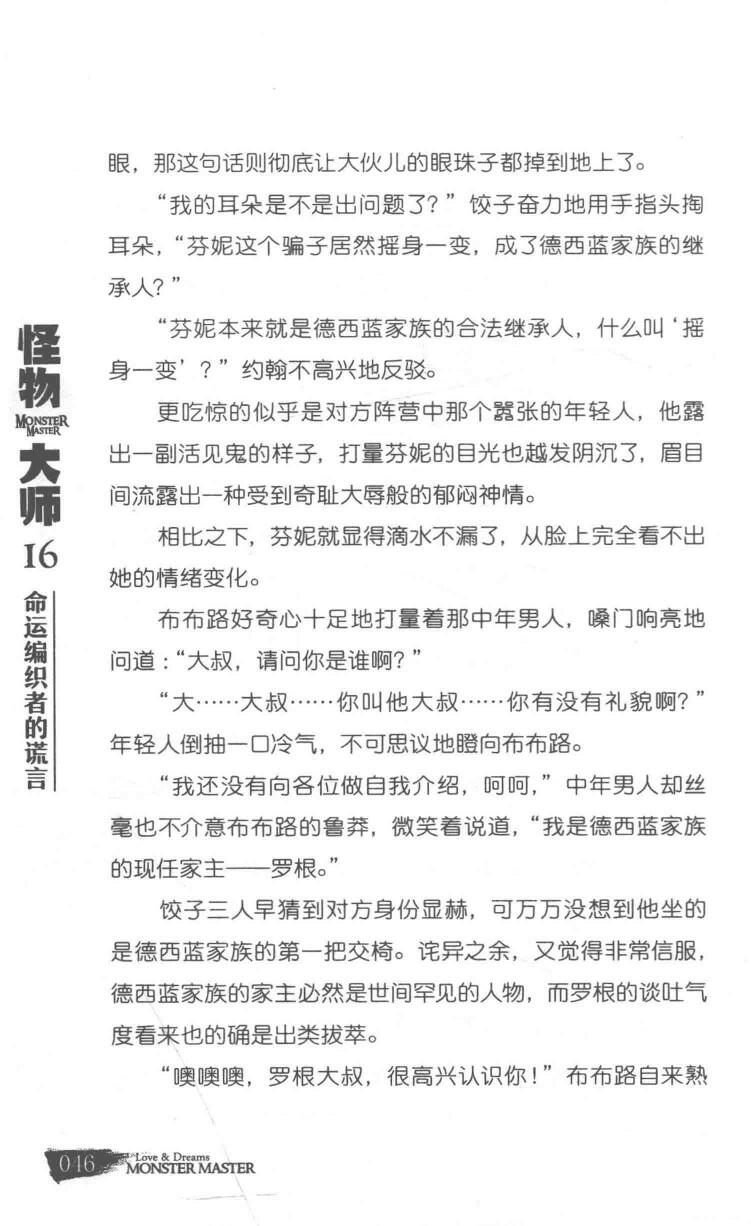 眼，那这句话则彻底让大伙儿的眼珠子都掉到地上了。
“我的耳朵是不是出问题了？”饺子奋力地用手指头掏
耳朵，“芬妮这个骗子居然摇身一变，成了德西蓝家族的继
承人？”
“芬妮本来就是德西蓝家族的合法继承人，什么叫‘摇
身一变’？”约翰不高兴地反驳。
更吃惊的似乎是对方阵营中那个嚣张的年轻人，他露
出一副活见鬼的样子，打量芬妮的目光也越发阴沉了，眉目
间流露出一种受到奇耻大辱般的郁闷神情。
相比之下，芬妮就显得滴水不漏了，从脸上完全看不出
她的情绪变化。
布布路好奇心十足地打量着那中年男人，嗓门响亮地
问道：“大叔，请问你是谁啊？”
“大……大叔……你叫他大叔……你有没有礼貌啊？”
年轻人倒抽一口冷气，不可思议地瞪向布布路。
“我还没有向各位做自我介绍，呵呵，”中年男人却丝
毫也不介意布布路的鲁莽，微笑着说道，“我是德西蓝家族
的现任家主——罗根。”
饺子三人早猜到对方身份显赫，可万万没想到他坐的
是德西蓝家族的第一把交椅。诧异之余，又觉得非常信服，
德西蓝家族的家主必然是世间罕见的人物，而罗根的谈吐气
度看来也的确是出类拔萃。
“噢噢噢，罗根大叔，很高兴认识你！”布布路自来熟
怪物
MONSTER
MASTER
大师
16
命运编织者的谎言
046
Love & Dreams
MONSTER MASTER